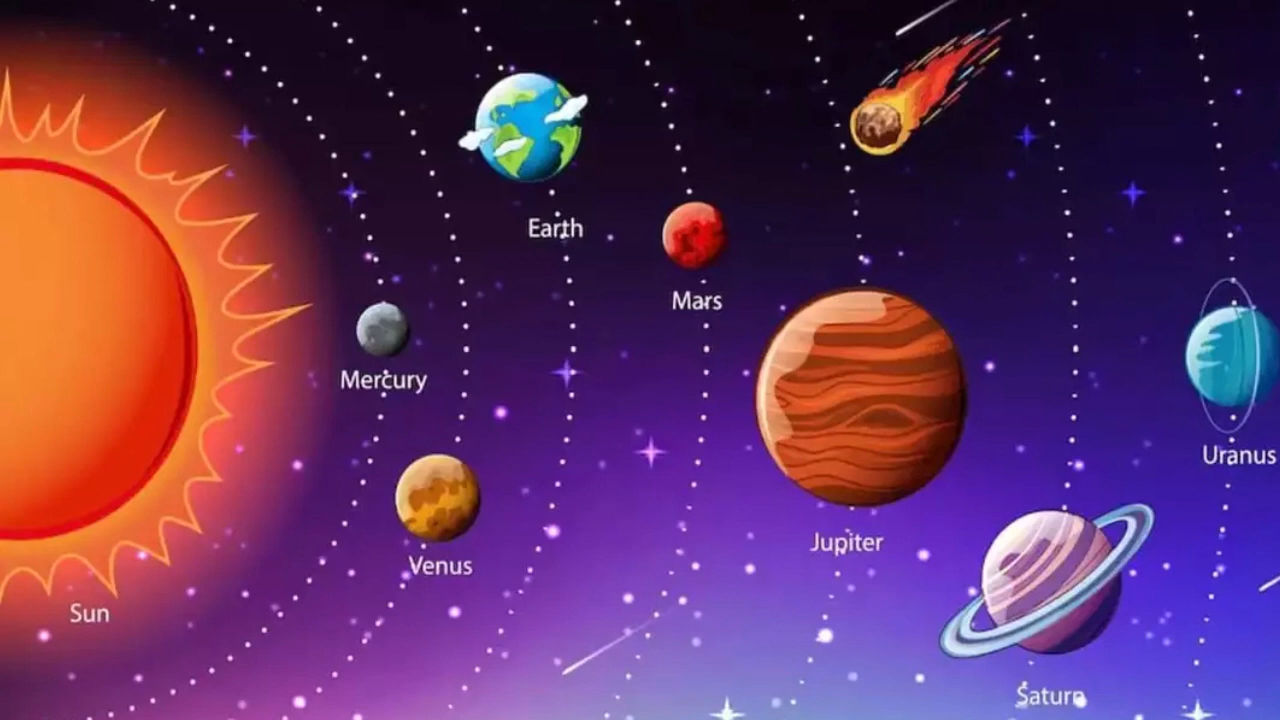 Earth
Mars
Mercury
Uranus
Jupiter
Venus
Sun
Saturn